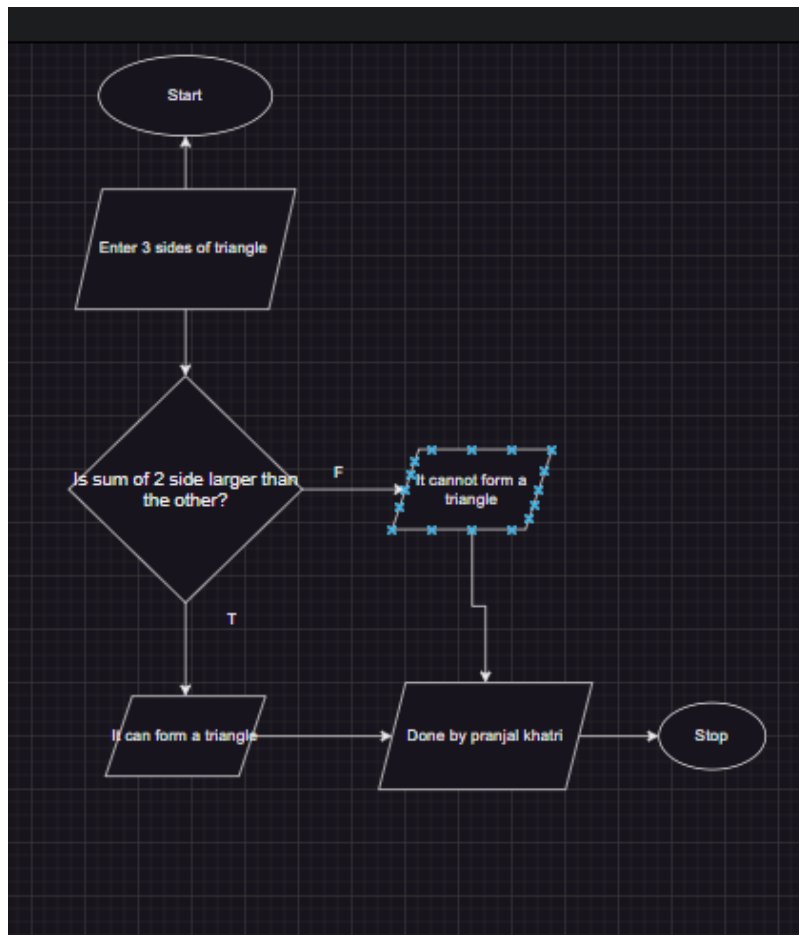 Start
Enter 3 sides of triangle
Is sum of 2 side larger than
the other?
F
It cannot form a
triangle
T
It can form a triangle
Done by pranjal khatri
Stop